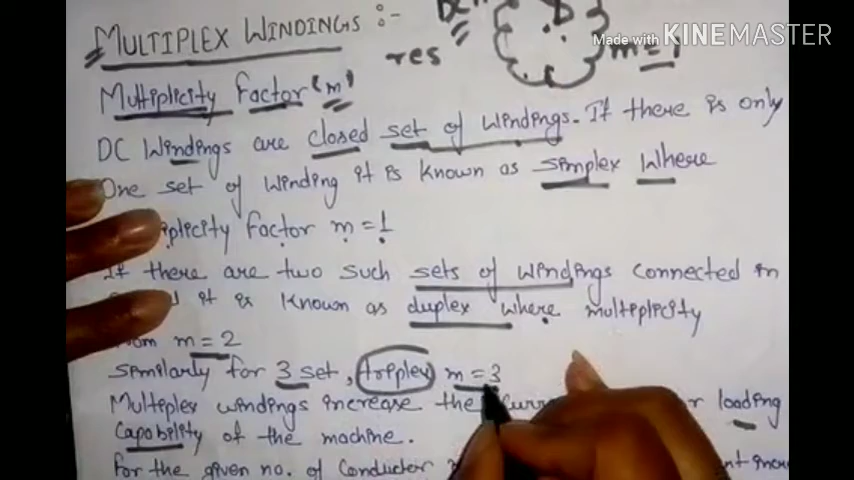 MULTIPLEX WINDINGS :-
DC
D
res
m=1
Made with KINEMASTER
Multiplicity Factor "m"
DC Windings are closed set of windings. If there is only
One set of winding it is known as simplex Where
plicity factor m = 1
If there are two such sets of windings connected in
it is known as duplex where multiplicity
m = 2
Similarly for 3 set, triplex m = 3
Multiplex windings increase the loading
Capability of the machine.
For the given no. of Conductor